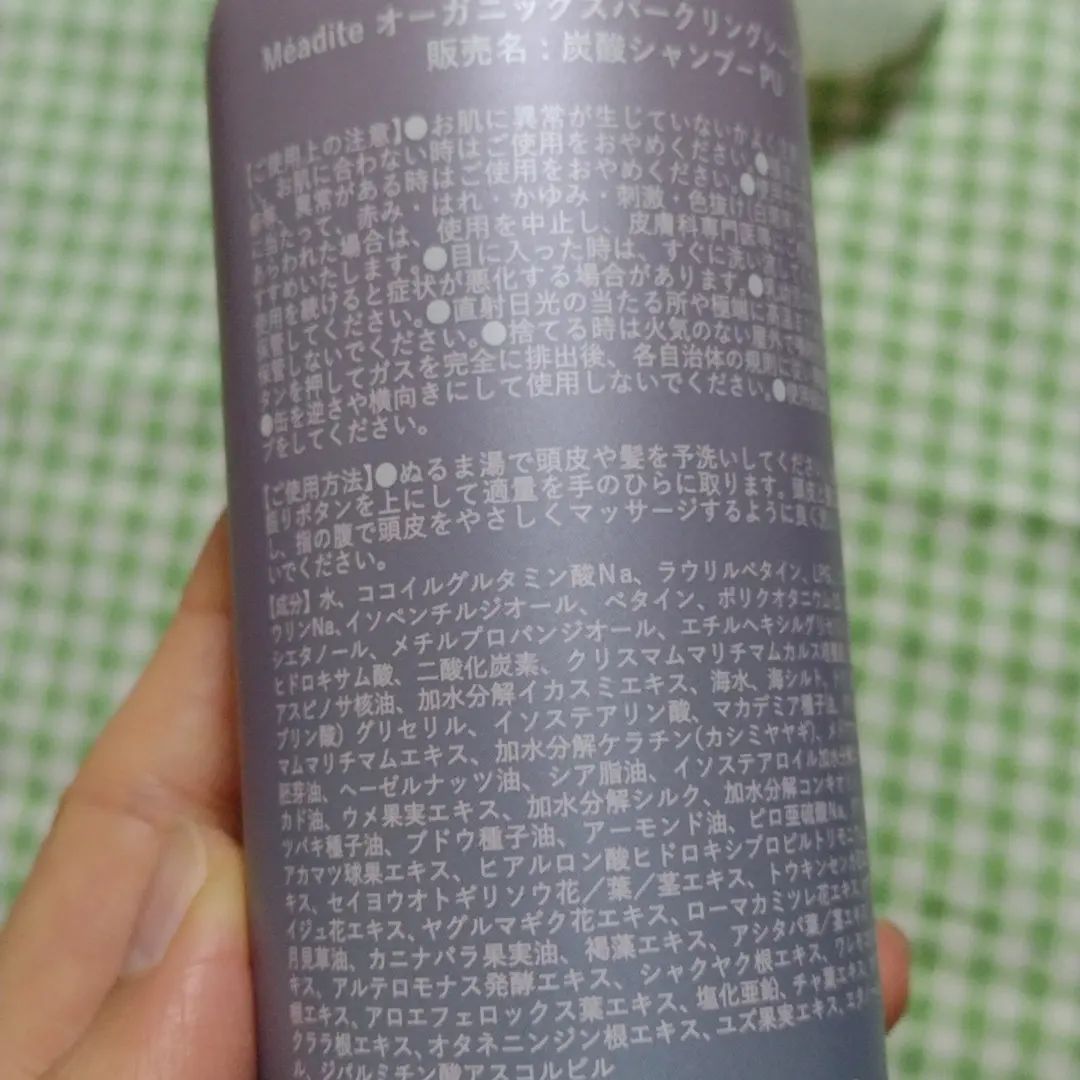 Méadite オーガニックスパークリングソー
販売名：炭酸シャンプーPU
【ご使用上の注意】●お肌に異常が生じていないか
、お肌に合わない時はご使用をおやめください。●
、異常がある時はご使用をおやめください。●使用
に当たって、赤み・はれ・かゆみ・刺激・色抜け(白斑等
あらわれた場合は、使用を中止し、皮膚科専門医等に
すすめいたします。●目に入った時は、すぐに洗い流して
使用を続けると症状が悪化する場合があります。●
してください。●直射日光の当たる所や極端に高温
保管しないでください。●捨てる時は火気のない屋外で
タンを押してガスを完全に排出後、各自治体の規則に
●缶を逆さや横向きにして使用しないでください。●使用
プをしてください。
【ご使用方法】●ぬるま湯で頭皮や髪を予洗いしてくださ
ボタンを上にして適量を手のひらに取ります。頭皮
し、指の腹で頭皮をやさしくマッサージするように良く
いでください。
【成分】水、ココイルグルタミン酸Na、ラウリルベタイン、
ウリンNa、イソペンチルジオール、ベタイン、ポリクオタニウ
シエタノール、メチルプロパンジオール、エチルヘキシルグリ
ヒドロキサム酸、二酸化炭素、クリスマムマリチマムカルス
アスピノサ核油、加水分解イカスミエキス、海水、海シルト、
プリン酸)グリセリル、イソステアリン酸、マカデミア種子油、
マムマリチマムエキス、加水分解ケラチン(カシミヤヤギ)、
胚芽油、ヘーゼルナッツ油、シア脂油、イソステアロイル加水分
カド油、ウメ果実エキス、加水分解シルク、加水分解コンキ
ツバキ種子油、ブドウ種子油、アーモンド油、ピロ亜硫酸Na、
アカマツ球果エキス、ヒアルロン酸ヒドロキシプロピルトリモニ
キス、セイヨウオトギリソウ花／葉／茎エキス、トウキンセンカ
イジュ花エキス、ヤグルマギク花エキス、ローマカミツレ花エキス
月見草油、カニナバラ果実油、褐藻エキス、アシタバ葉／茎エキ
キス、アルテロモナス発酵エキス、シャクヤク根エキス、ワレモ
根エキス、アロエフェロックス葉エキス、塩化亜鉛、チャ葉エキス
クララ根エキス、オタネニンジン根エキス、ユズ果実エキス、エタ
ル、ジパルミチン酸アスコルビル